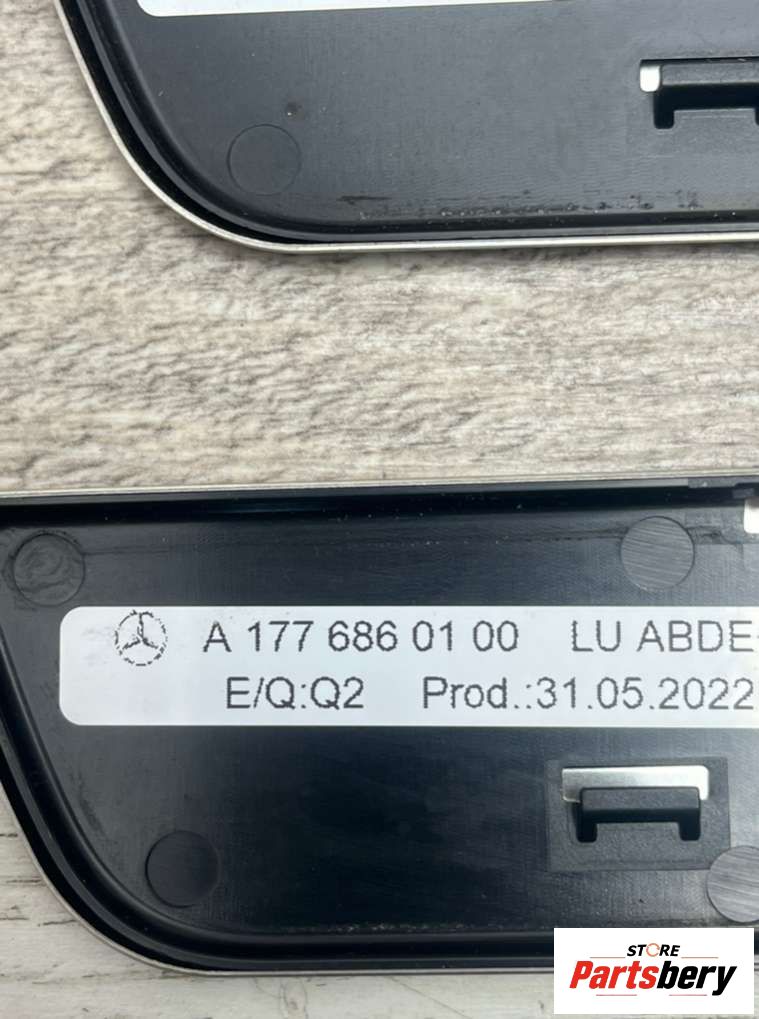 A 177 686 01 00 LU ABDE
E/Q:Q2 Prod.:31.05.2022
STORE
Partsbery